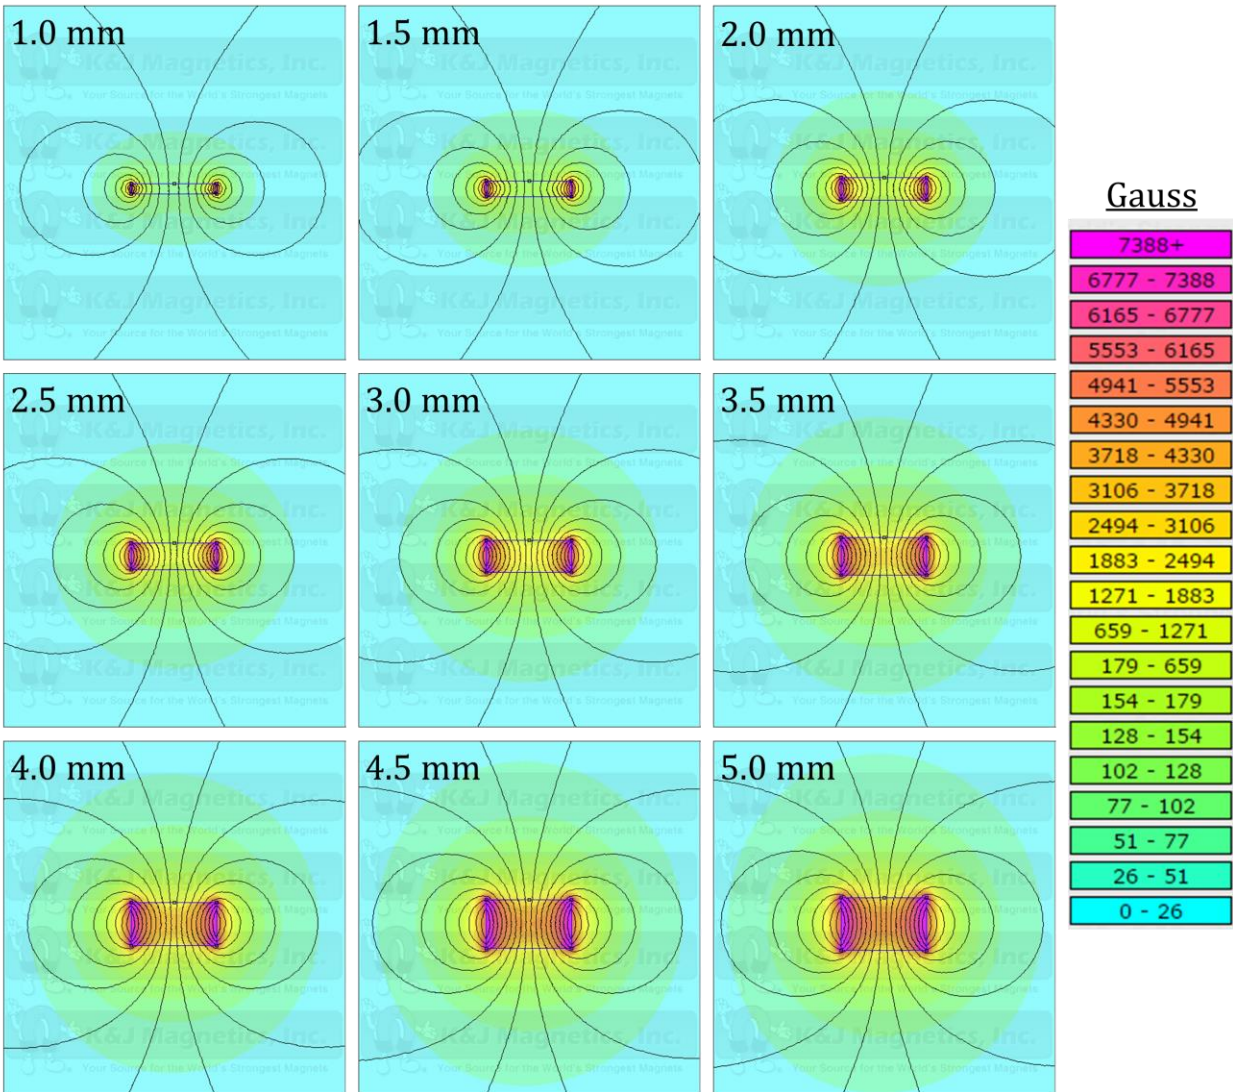 1.0 mm
1.5 mm
2.0 mm
K&J Magnetics, Inc.
Your Source for the World's Strongest Magnets
2.5 mm
3.0 mm
3.5 mm
4.0 mm
4.5 mm
5.0 mm
Gauss
7388+
6777 - 7388
6165 - 6777
5553 - 6165
4941 - 5553
4330 - 4941
3718 - 4330
3106 - 3718
2494 - 3106
1883 - 2494
1271 - 1883
659 - 1271
179 - 659
154 - 179
128 - 154
102 - 128
77 - 102
51 - 77
26 - 51
0 - 26